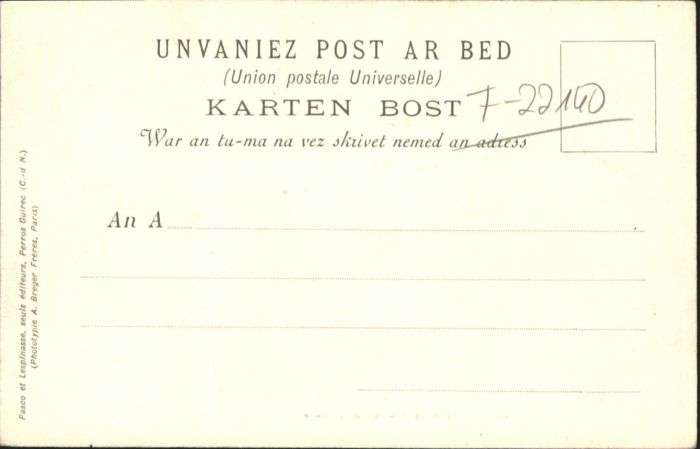 UNVANIEZ POST AR BED
(Union postale Universelle)
KARTEN BOST
7-22140
War an tu-ma na vez skrivet nemed an adress
An A
Pasco et Lespinasse, seuls éditeurs, Perros Guirec (C.-d N.)
(Phototypie A. Breger Frères, Paris)